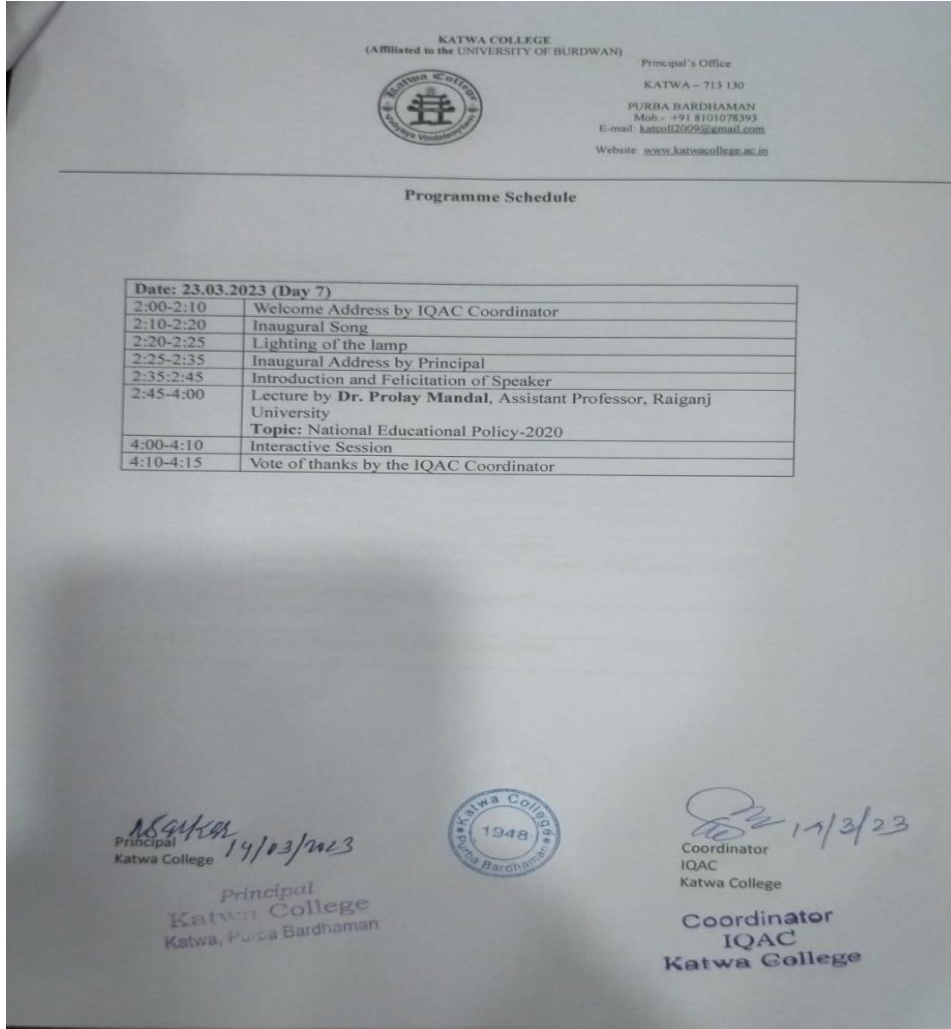 KATWA COLLEGE
(Affiliated to the UNIVERSITY OF BURDWAN)
Principal's Office
KATWA – 713 130
PURBA BARDHAMAN
Mob.- +91 8101078393
E-mail: katcoll2009@gmail.com
Website: www.katwacollege.ac.in
Katwa College
Programme Schedule
Date: 23.03.2023 (Day 7)
2:00-2:10 Welcome Address by IQAC Coordinator
2:10-2:20 Inaugural Song
2:20-2:25 Lighting of the lamp
2:25-2:35 Inaugural Address by Principal
2:35:2:45 Introduction and Felicitation of Speaker
2:45-4:00 Lecture by Dr. Prolay Mandal, Assistant Professor, Raiganj
University
Topic: National Educational Policy-2020
4:00-4:10 Interactive Session
4:10-4:15 Vote of thanks by the IQAC Coordinator
14/03/2023
Principal
Katwa College
Principal
Katwa College
Katwa, Purba Bardhaman
Katwa College
1948
Purba Bardhaman
Coordinator
IQAC
Katwa College
Coordinator
IQAC
Katwa College